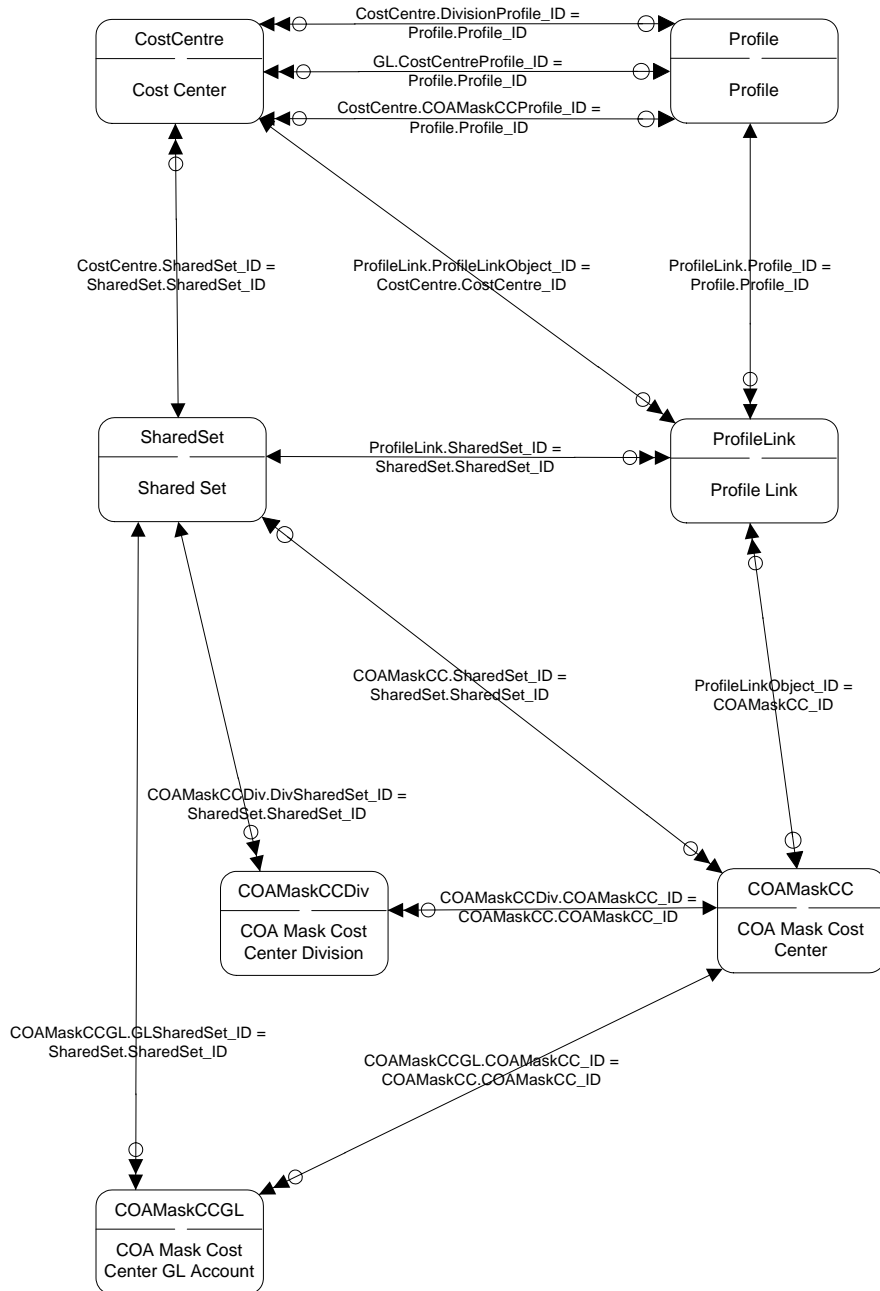 CostCentre.DivisionProfile_ID =
Profile.Profile_ID
CostCentre
Cost Center
Profile
Profile
GL.CostCentreProfile_ID =
Profile.Profile_ID
CostCentre.COAMaskCCProfile_ID =
Profile.Profile_ID
CostCentre.SharedSet_ID =
SharedSet.SharedSet_ID
ProfileLink.ProfileLinkObject_ID =
CostCentre.CostCentre_ID
ProfileLink.Profile_ID =
Profile.Profile_ID
SharedSet
Shared Set
ProfileLink.SharedSet_ID =
SharedSet.SharedSet_ID
ProfileLink
Profile Link
COAMaskCC.SharedSet_ID =
SharedSet.SharedSet_ID
ProfileLinkObject_ID =
COAMaskCC_ID
COAMaskCCDiv.DivSharedSet_ID =
SharedSet.SharedSet_ID
COAMaskCCDiv
COA Mask Cost
Center Division
COAMaskCCDiv.COAMaskCC_ID =
COAMaskCC.COAMaskCC_ID
COAMaskCC
COA Mask Cost
Center
COAMaskCCGL.GLSharedSet_ID =
SharedSet.SharedSet_ID
COAMaskCCGL.COAMaskCC_ID =
COAMaskCC.COAMaskCC_ID
COAMaskCCGL
COA Mask Cost
Center GL Account